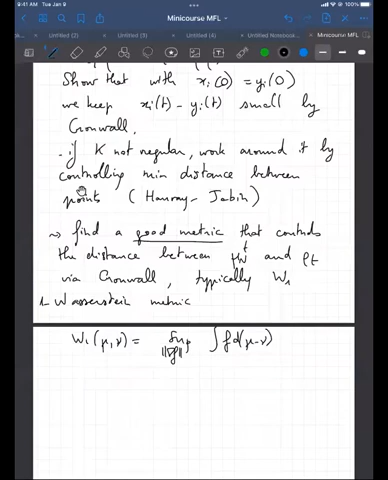 9:41 AM Tue Jan 9
Minicourse MFL
100%
Untitled (2)
Untitled (3)
Untitled (4)
Minicourse MFL
Show that with xᵢ(0) = yᵢ(0)
we keep xᵢ(t) - yᵢ(t) small by
Gronwall,
- if K not regular, work around it by
controlling min distance between
points (Hauray-Jabin)
⇝ find a good metric that controls
the distance between μₙᵗ and ρₜ
via Gronwall, typically W₁
1-Wasserstein metric
W₁(μ,ν) = Sup ∫ f d(μ-ν)
‖∇f‖